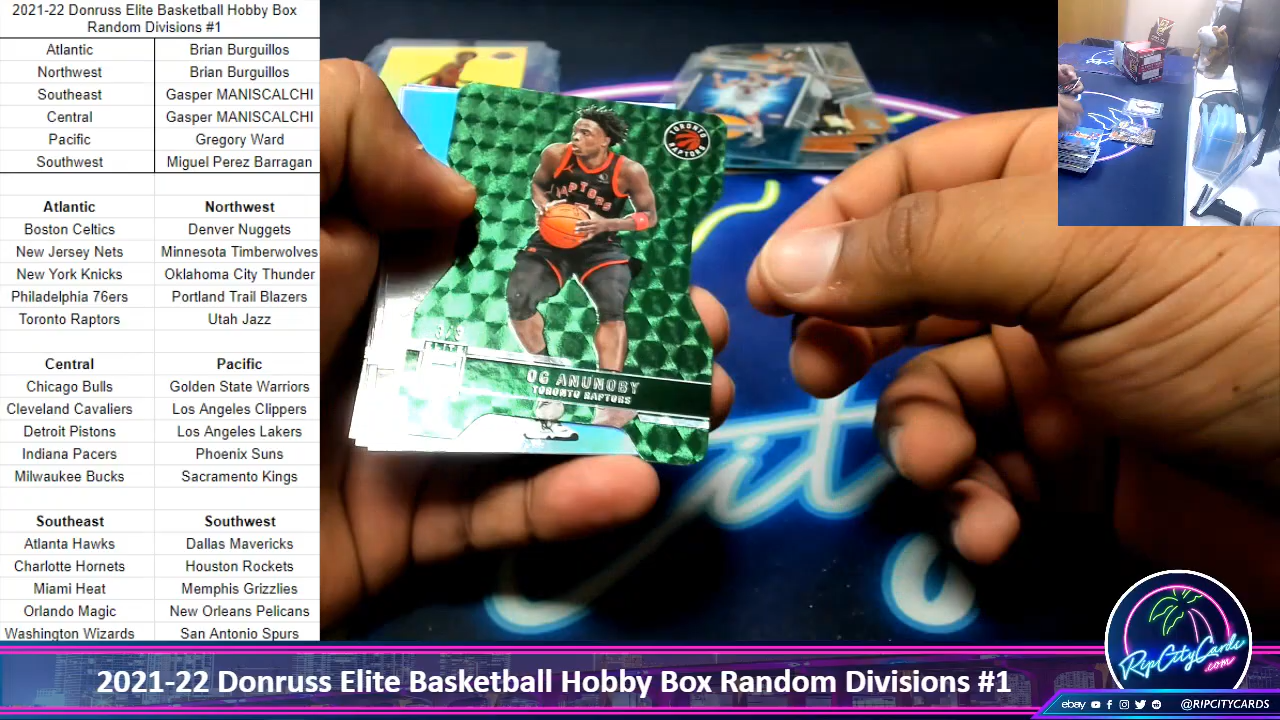 2021-22 Donruss Elite Basketball Hobby Box
Random Divisions #1
Atlantic Brian Burguillos
Northwest Brian Burguillos
Southeast Gasper MANISCALCHI
Central Gasper MANISCALCHI
Pacific Gregory Ward
Southwest Miguel Perez Barragan
Atlantic Northwest
Boston Celtics Denver Nuggets
New Jersey Nets Minnesota Timberwolves
New York Knicks Oklahoma City Thunder
Philadelphia 76ers Portland Trail Blazers
Toronto Raptors Utah Jazz
Central Pacific
Chicago Bulls Golden State Warriors
Cleveland Cavaliers Los Angeles Clippers
Detroit Pistons Los Angeles Lakers
Indiana Pacers Phoenix Suns
Milwaukee Bucks Sacramento Kings
Southeast Southwest
Atlanta Hawks Dallas Mavericks
Charlotte Hornets Houston Rockets
Miami Heat Memphis Grizzlies
Orlando Magic New Orleans Pelicans
Washington Wizards San Antonio Spurs
TORONTO
RAPTORS
RAPTORS
OG ANUNOBY
TORONTO RAPTORS
RipCityCards
.com
2021-22 Donruss Elite Basketball Hobby Box Random Divisions #1
ebay @RIPCITYCARDS